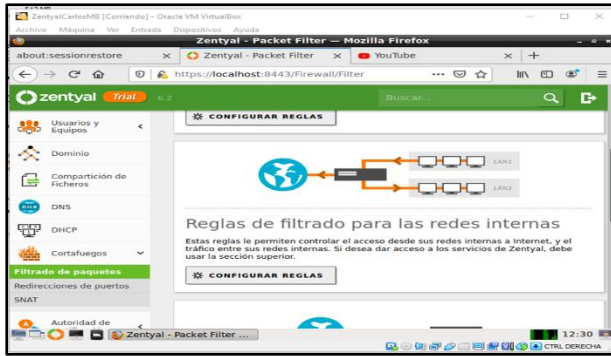 ZentyalCarlosMB [Corriendo] - Oracle VM VirtualBox
Archivo Máquina Ver Entrada Dispositivos Ayuda
Zentyal - Packet Filter — Mozilla Firefox
about:sessionrestore
Zentyal - Packet Filter
YouTube
https://localhost:8443/Firewall/Filter
zentyal Trial 6.2
Buscar...
Usuarios y
Equipos
Dominio
Compartición de
Ficheros
DNS
DHCP
Cortafuegos
Filtrado de paquetes
Redirecciones de puertos
SNAT
Autoridad de
CONFIGURAR REGLAS
LAN1
LAN2
Reglas de filtrado para las redes internas
Estas reglas le permiten controlar el acceso desde sus redes internas a Internet, y el
tráfico entre sus redes internas. Si desea dar acceso a los servicios de Zentyal, debe
usar la sección superior.
CONFIGURAR REGLAS
Zentyal - Packet Filter ...
12:30
CTRL DERECHA